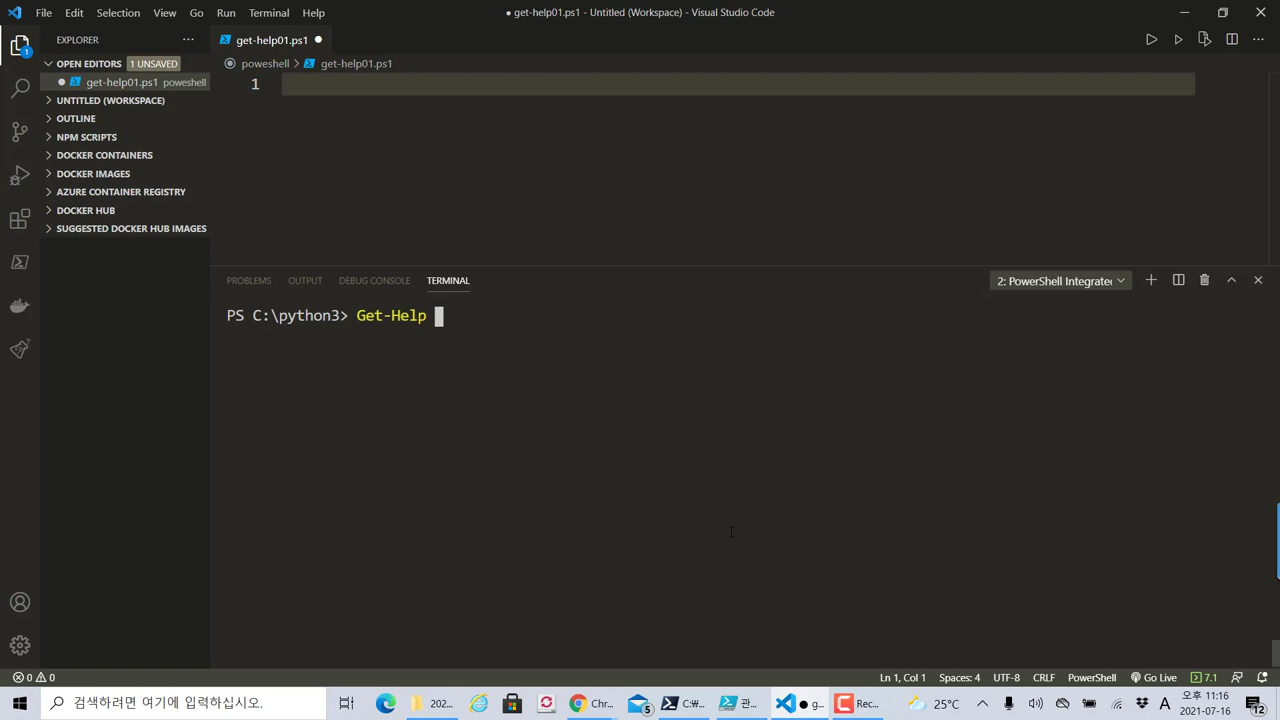 File Edit Selection View Go Run Terminal Help
● get-help01.ps1 - Untitled (Workspace) - Visual Studio Code
EXPLORER
get-help01.ps1
OPEN EDITORS 1 UNSAVED
poweshell > get-help01.ps1
get-help01.ps1 poweshell
1
UNTITLED (WORKSPACE)
OUTLINE
NPM SCRIPTS
DOCKER CONTAINERS
DOCKER IMAGES
AZURE CONTAINER REGISTRY
DOCKER HUB
SUGGESTED DOCKER HUB IMAGES
1
PROBLEMS OUTPUT DEBUG CONSOLE TERMINAL
2: PowerShell Integrated
PS C:\python3> Get-Help
0 0
Ln 1, Col 1 Spaces: 4 UTF-8 CRLF PowerShell Go Live 7.1
검색하려면 여기에 입력하십시오.
202...
Chr...
5
C:₩...
관...
● g...
Rec...
25°C
A
오후 11:16
2021-07-16
12